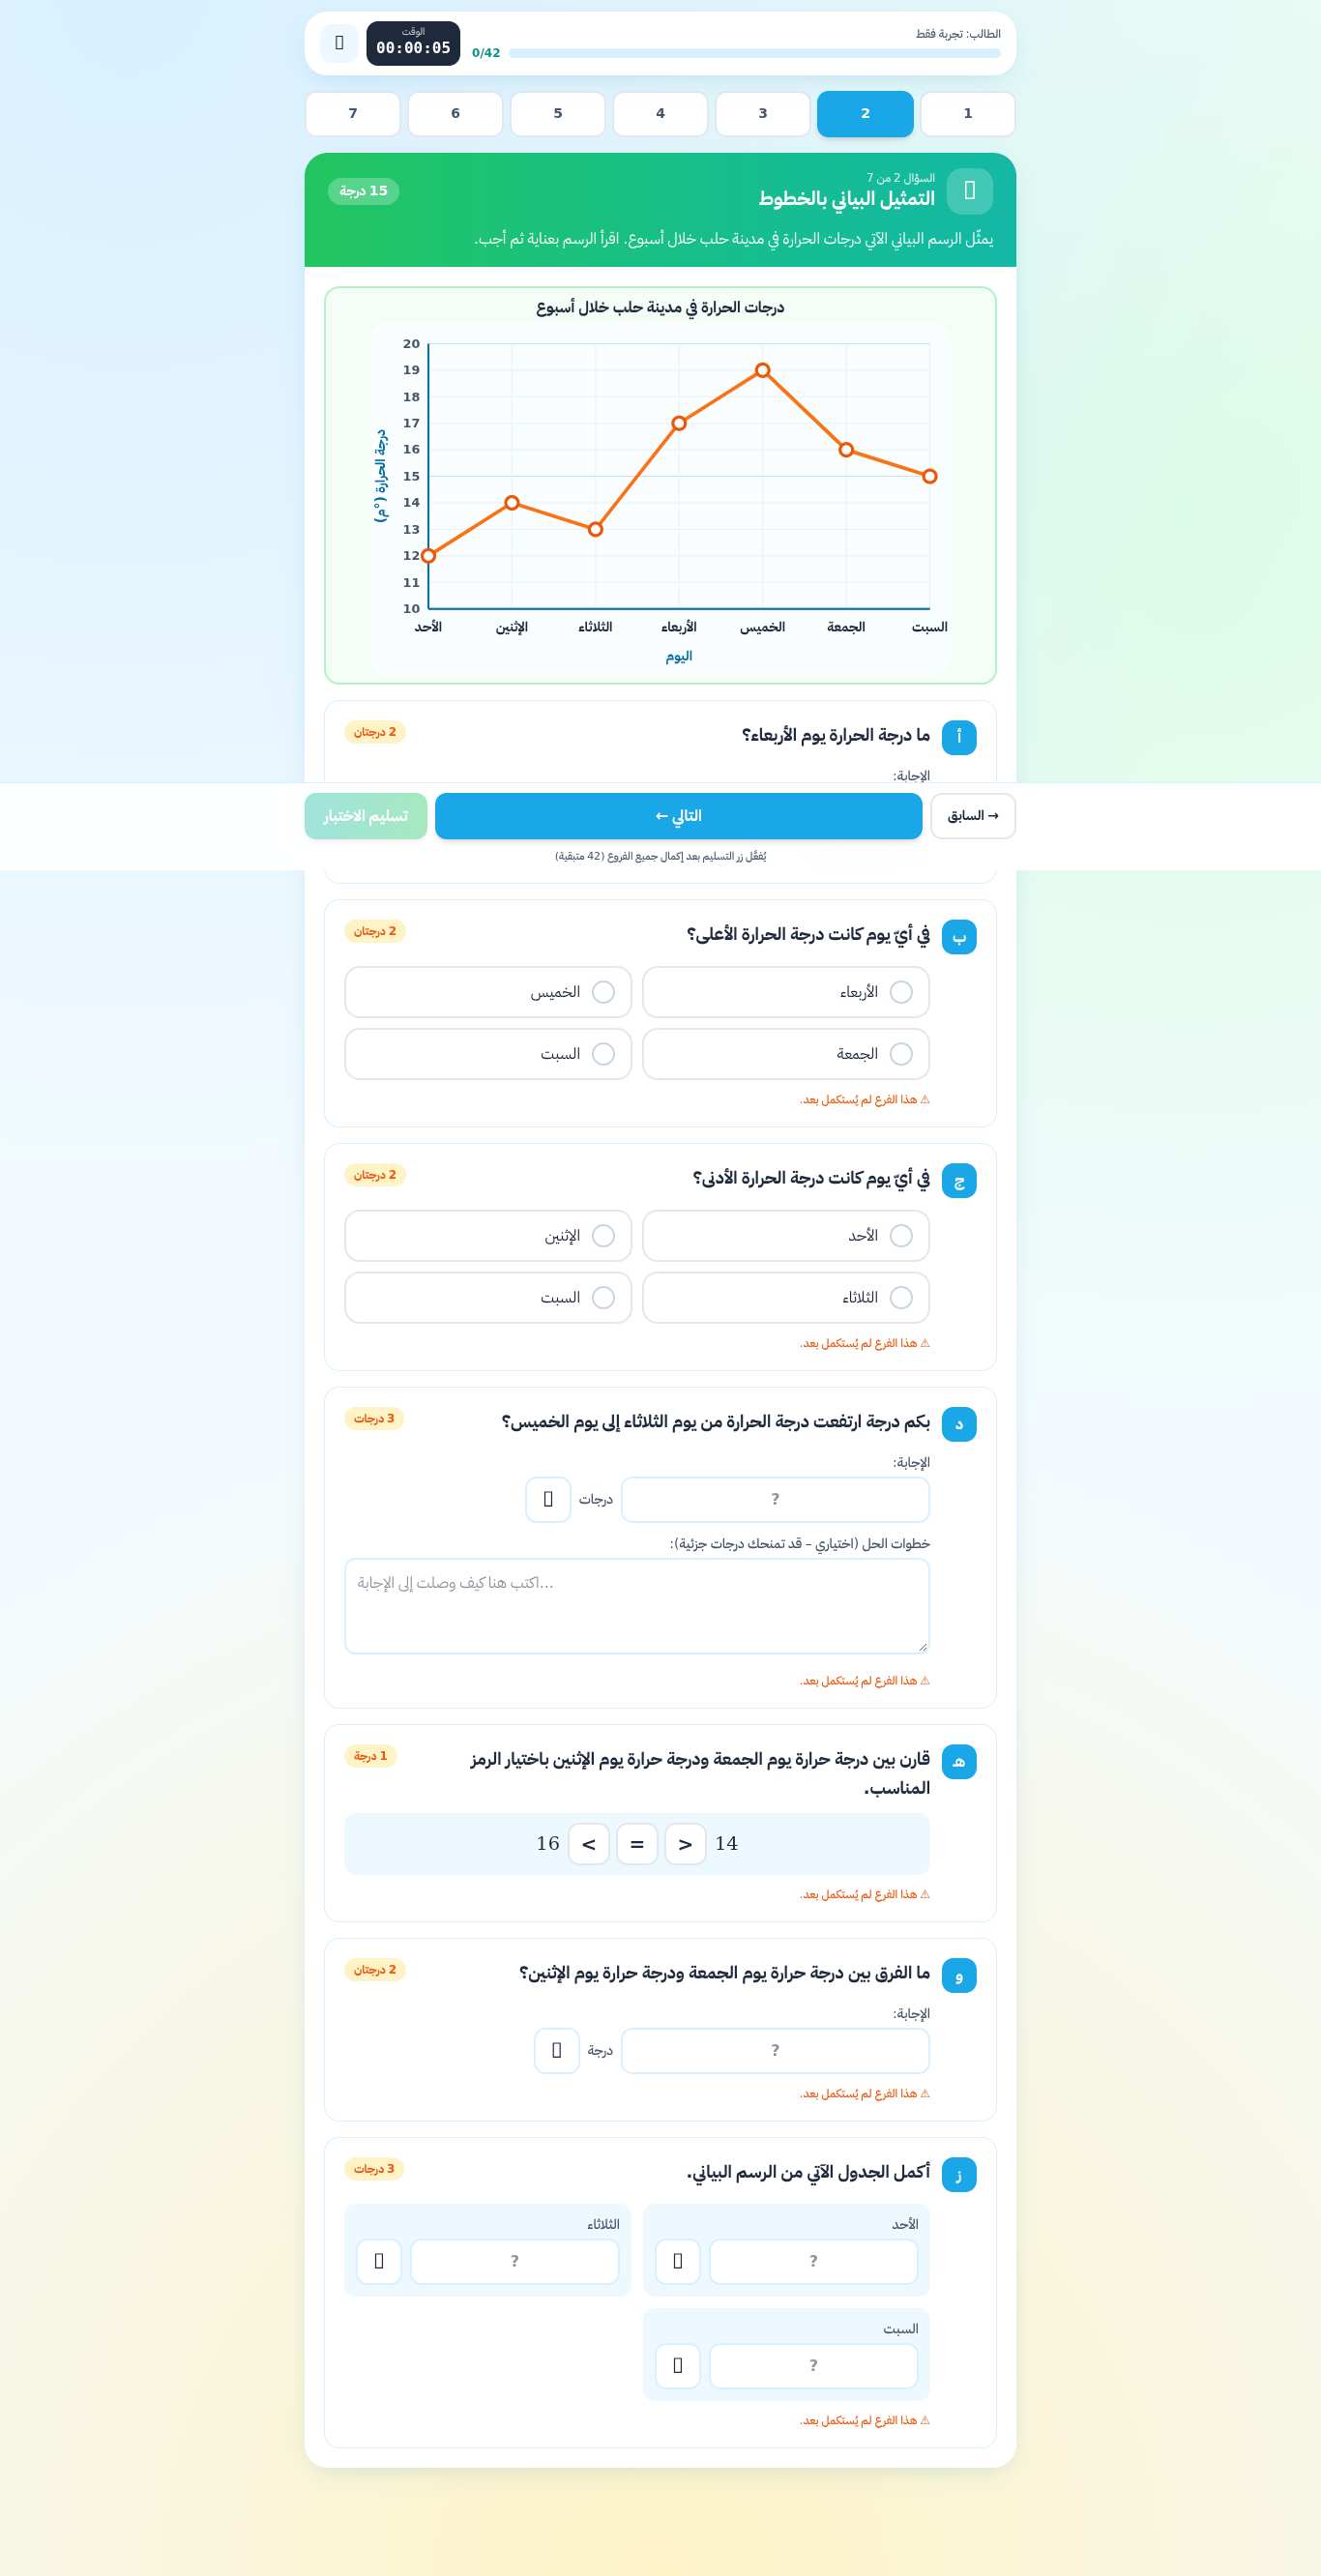 الطالب: تجربة فقط
0/42
الوقت
00:00:05
1 2 3 4 5 6 7
السؤال 2 من 7
التمثيل البياني بالخطوط
15 درجة
يمثّل الرسم البياني الآتي درجات الحرارة في مدينة حلب خلال أسبوع. اقرأ الرسم بعناية ثم أجب.
درجات الحرارة في مدينة حلب خلال أسبوع
20
19
18
17
16
15
14
13
12
11
10
درجة الحرارة (°م)
الأحد الإثنين الثلاثاء الأربعاء الخميس الجمعة السبت
اليوم
أ
ما درجة الحرارة يوم الأربعاء؟
2 درجتان
الإجابة:
→ السابق
التالي ←
تسليم الاختبار
يُفعَّل زر التسليم بعد إكمال جميع الفروع (42 متبقية)
ب
في أيّ يوم كانت درجة الحرارة الأعلى؟
2 درجتان
الأربعاء
الخميس
الجمعة
السبت
⚠ هذا الفرع لم يُستكمل بعد.
ج
في أيّ يوم كانت درجة الحرارة الأدنى؟
2 درجتان
الأحد
الإثنين
الثلاثاء
السبت
⚠ هذا الفرع لم يُستكمل بعد.
د
بكم درجة ارتفعت درجة الحرارة من يوم الثلاثاء إلى يوم الخميس؟
3 درجات
الإجابة:
?
درجات
خطوات الحل (اختياري – قد تمنحك درجات جزئية):
اكتب هنا كيف وصلت إلى الإجابة...
⚠ هذا الفرع لم يُستكمل بعد.
هـ
قارن بين درجة حرارة يوم الجمعة ودرجة حرارة يوم الإثنين باختيار الرمز
المناسب.
1 درجة
16 < = > 14
⚠ هذا الفرع لم يُستكمل بعد.
و
ما الفرق بين درجة حرارة يوم الجمعة ودرجة حرارة يوم الإثنين؟
2 درجتان
الإجابة:
?
درجة
⚠ هذا الفرع لم يُستكمل بعد.
ز
أكمل الجدول الآتي من الرسم البياني.
3 درجات
الأحد
?
الثلاثاء
?
السبت
?
⚠ هذا الفرع لم يُستكمل بعد.